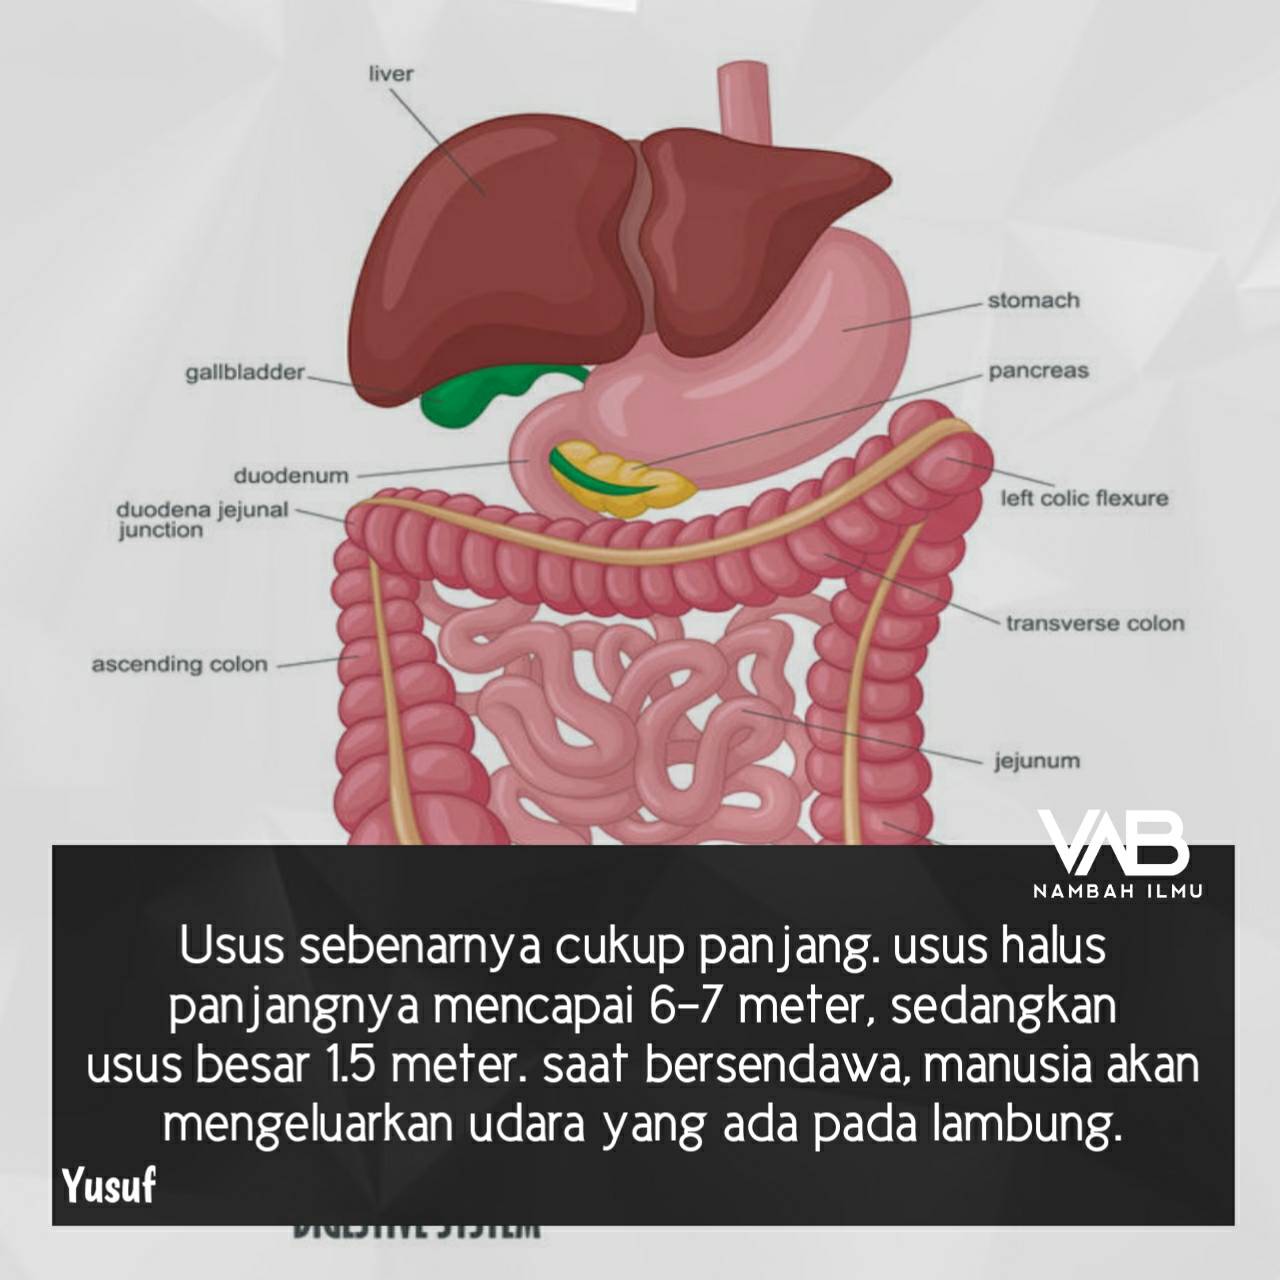 liver
stomach
gallbladder
pancreas
duodenum
left colic flexure
duodena jejunal
junction
transverse colon
ascending colon
jejunum
VAB
NAMBAH ILMU
Usus sebenarnya cukup panjang. usus halus
panjangnya mencapai 6-7 meter, sedangkan
usus besar 1.5 meter. saat bersendawa, manusia akan
mengeluarkan udara yang ada pada lambung.
Yusuf
DIGESTIVE SYSTEM